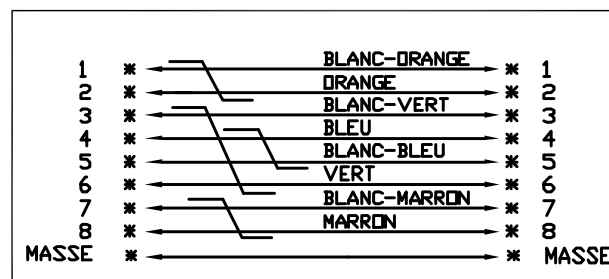 1 * BLANC-ORANGE * 1
2 * ORANGE * 2
3 * BLANC-VERT * 3
4 * BLEU * 4
5 * BLANC-BLEU * 5
6 * VERT * 6
7 * BLANC-MARRON * 7
8 * MARRON * 8
MASSE * * MASSE